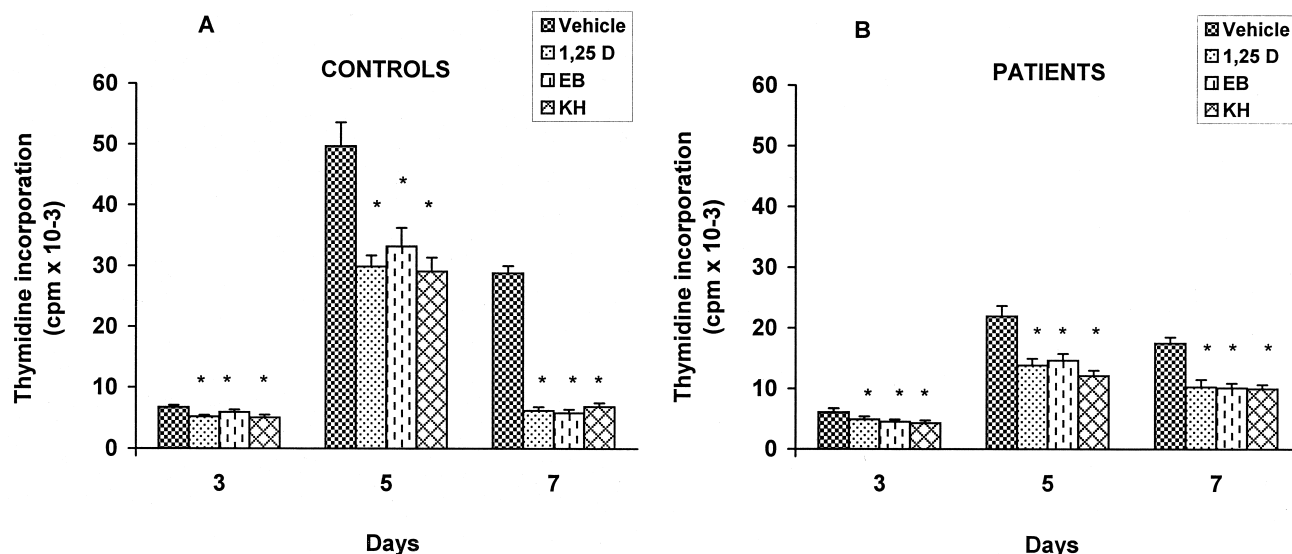 A
Vehicle
1,25 D
EB
KH
CONTROLS
Thymidine incorporation
(cpm x 10-3)
60
50
40
30
20
10
0
* * *
* * *
* * *
3 5 7
Days
B
Vehicle
1,25 D
EB
KH
PATIENTS
Thymidine incorporation
(cpm x 10-3)
60
50
40
30
20
10
0
* * *
* * *
* * *
3 5 7
Days